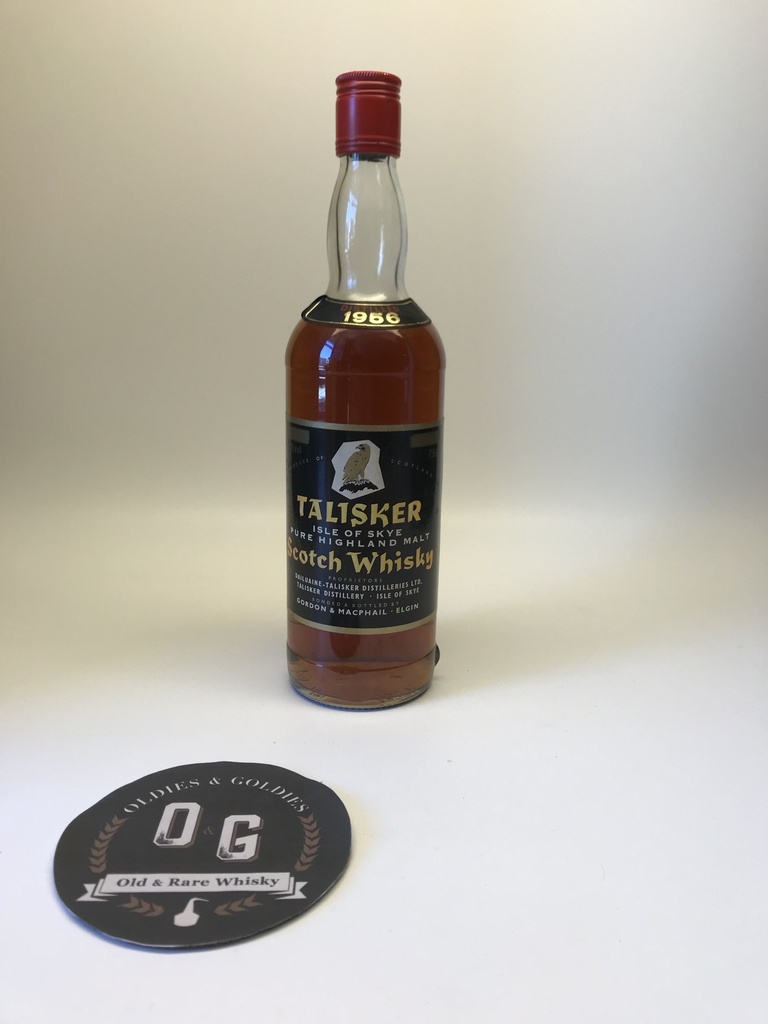 DISTILLED
1956
TALISKER
ISLE OF SKYE
PURE HIGHLAND MALT
Scotch Whisky
PROPRIETORS
DAILUAINE-TALISKER DISTILLERIES LTD.
TALISKER DISTILLERY · ISLE OF SKYE
BONDED & BOTTLED BY
GORDON & MACPHAIL · ELGIN
OLDIES & GOLDIES
O & G
Old & Rare Whisky